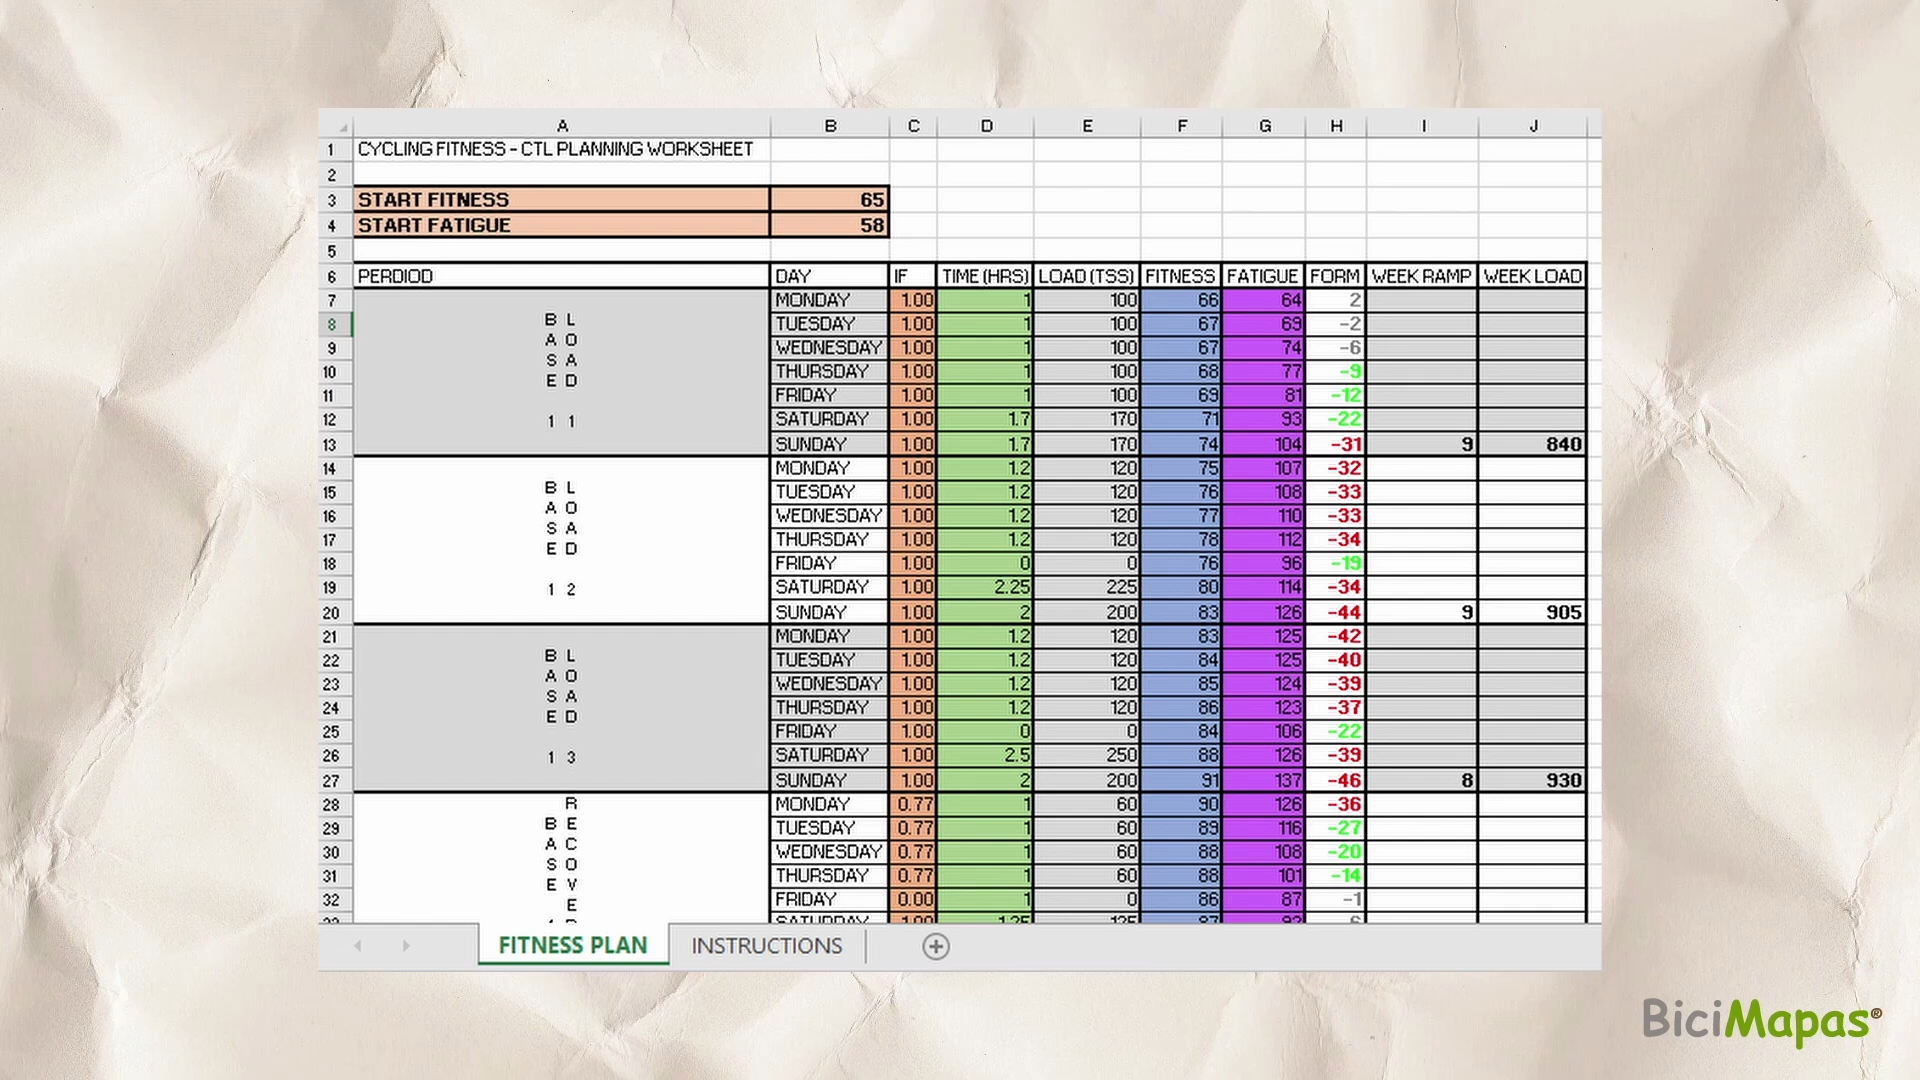 A B C D E F G H I J
1 CYCLING FITNESS - CTL PLANNING WORKSHEET
2
3 START FITNESS 65
4 START FATIGUE 58
5
6 PERDIOD DAY IF TIME (HRS) LOAD (TSS) FITNESS FATIGUE FORM WEEK RAMP WEEK LOAD
BASE 1 LOAD 1
7 MONDAY 1.00 1 100 66 64 2
8 TUESDAY 1.00 1 100 67 69 -2
9 WEDNESDAY 1.00 1 100 67 74 -6
10 THURSDAY 1.00 1 100 68 77 -9
11 FRIDAY 1.00 1 100 69 81 -12
12 SATURDAY 1.00 1.7 170 71 93 -22
13 SUNDAY 1.00 1.7 170 74 104 -31 9 840
BASE 1 LOAD 2
14 MONDAY 1.00 1.2 120 75 107 -32
15 TUESDAY 1.00 1.2 120 76 108 -33
16 WEDNESDAY 1.00 1.2 120 77 110 -33
17 THURSDAY 1.00 1.2 120 78 112 -34
18 FRIDAY 1.00 0 0 76 96 -19
19 SATURDAY 1.00 2.25 225 80 114 -34
20 SUNDAY 1.00 2 200 83 126 -44 9 905
BASE 1 LOAD 3
21 MONDAY 1.00 1.2 120 83 125 -42
22 TUESDAY 1.00 1.2 120 84 125 -40
23 WEDNESDAY 1.00 1.2 120 85 124 -39
24 THURSDAY 1.00 1.2 120 86 123 -37
25 FRIDAY 1.00 0 0 84 106 -22
26 SATURDAY 1.00 2.5 250 88 126 -39
27 SUNDAY 1.00 2 200 91 137 -46 8 930
BASE RECOVE
28 MONDAY 0.77 1 60 90 126 -36
29 TUESDAY 0.77 1 60 89 116 -27
30 WEDNESDAY 0.77 1 60 88 108 -20
31 THURSDAY 0.77 1 60 88 101 -14
32 FRIDAY 0.00 1 0 86 87 -1
SATURDAY 1.00 1.25 125 87
FITNESS PLAN INSTRUCTIONS
BiciMapas®